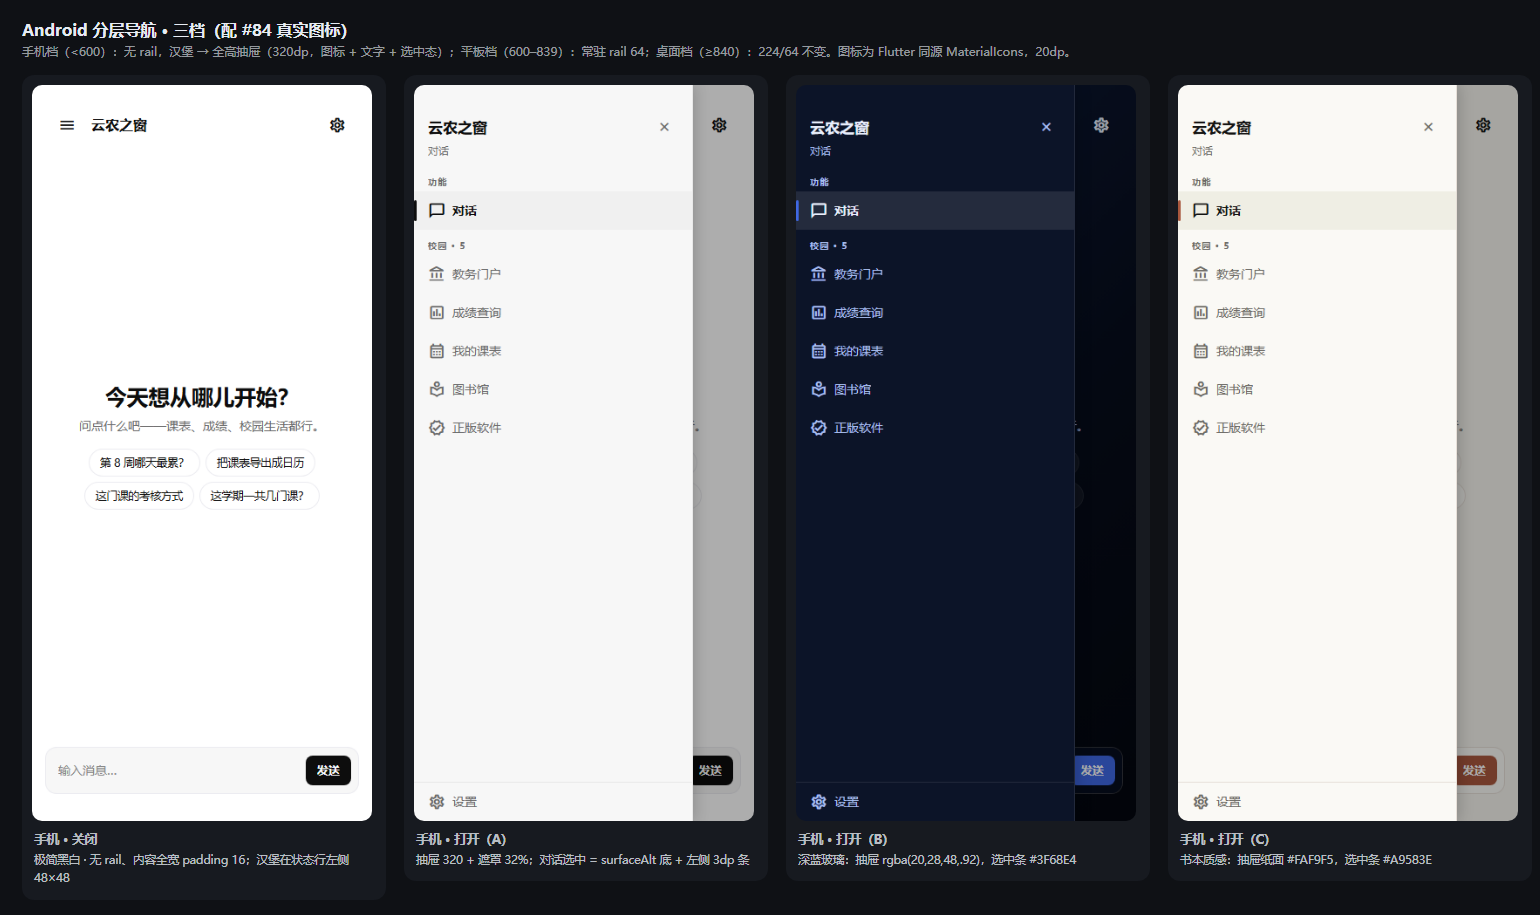 Android 分层导航 • 三档（配 #84 真实图标）
手机档（<600）：无 rail，汉堡 → 全高抽屉（320dp，图标 + 文字 + 选中态）；平板档（600–839）：常驻 rail 64；桌面档（≥840）：224/64 不变。图标为 Flutter 同源 MaterialIcons，20dp。
云农之窗
今天想从哪儿开始？
问点什么吧——课表、成绩、校园生活都行。
第 8 周哪天最累？
把课表导出成日历
这门课的考核方式
这学期一共几门课？
输入消息...
发送
手机 • 关闭
极简黑白 · 无 rail、内容全宽 padding 16；汉堡在状态行左侧
48×48
云农之窗
对话
功能
对话
校园 • 5
教务门户
成绩查询
我的课表
图书馆
正版软件
。
发送
设置
手机 • 打开（A）
抽屉 320 + 遮罩 32%；对话选中 = surfaceAlt 底 + 左侧 3dp 条
云农之窗
对话
功能
对话
校园 • 5
教务门户
成绩查询
我的课表
图书馆
正版软件
。
发送
设置
手机 • 打开（B）
深蓝玻璃：抽屉 rgba(20,28,48,.92)，选中条 #3F68E4
云农之窗
对话
功能
对话
校园 • 5
教务门户
成绩查询
我的课表
图书馆
正版软件
。
发送
设置
手机 • 打开（C）
书本质感：抽屉纸面 #FAF9F5，选中条 #A9583E